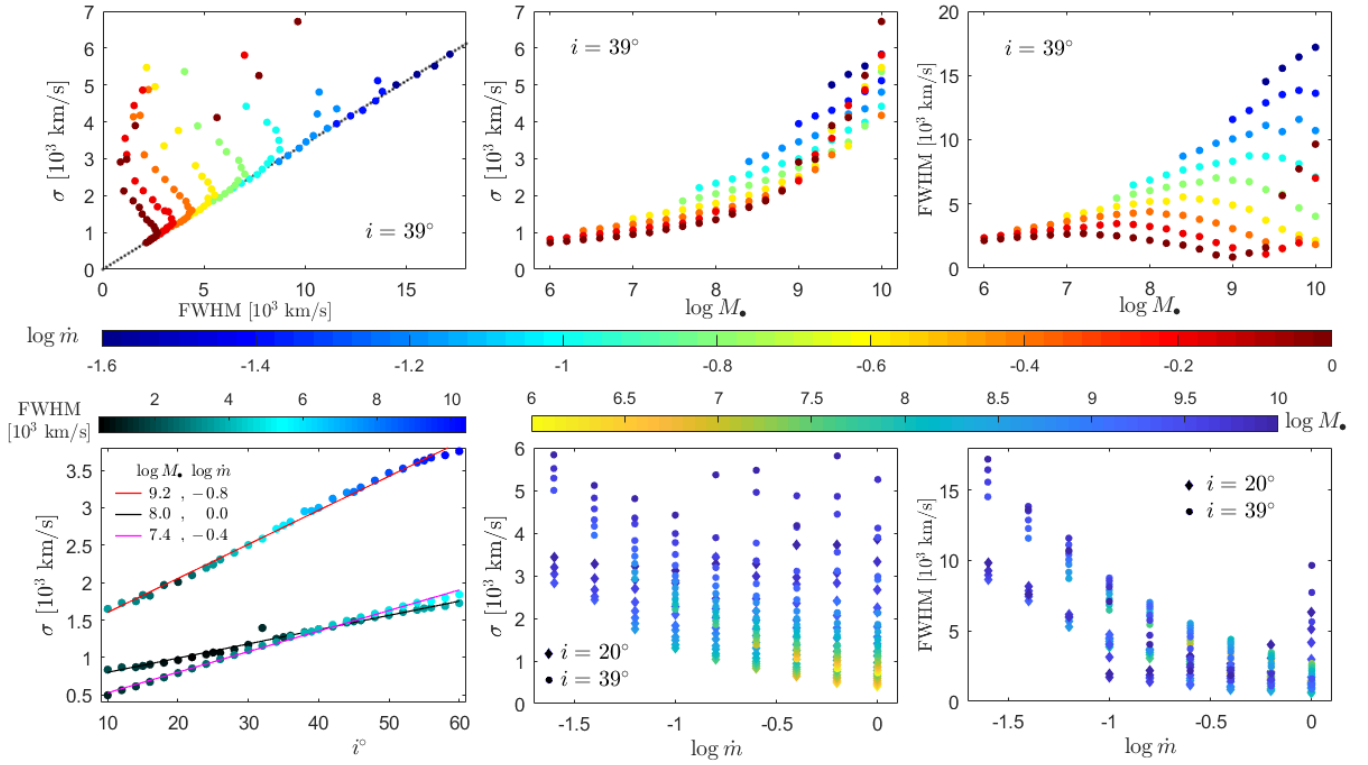 σ [10³ km/s]
7
6
5
4
3
2
1
0
0 5 10 15
FWHM [10³ km/s]
i = 39°
σ [10³ km/s]
7
6
5
4
3
2
1
0
6 7 8 9 10
log M•
i = 39°
FWHM [10³ km/s]
20
15
10
5
0
6 7 8 9 10
log M•
i = 39°
log ṁ
-1.6 -1.4 -1.2 -1 -0.8 -0.6 -0.4 -0.2 0
FWHM
[10³ km/s]
2 4 6 8 10
6 6.5 7 7.5 8 8.5 9 9.5 10
log M•
σ [10³ km/s]
3.5
3
2.5
2
1.5
1
0.5
log M• log ṁ
9.2 , −0.8
8.0 , 0.0
7.4 , −0.4
10 20 30 40 50 60
i°
σ [10³ km/s]
6
5
4
3
2
1
0
i = 20°
i = 39°
-1.5 -1 -0.5 0
log ṁ
FWHM [10³ km/s]
15
10
5
0
i = 20°
i = 39°
-1.5 -1 -0.5 0
log ṁ